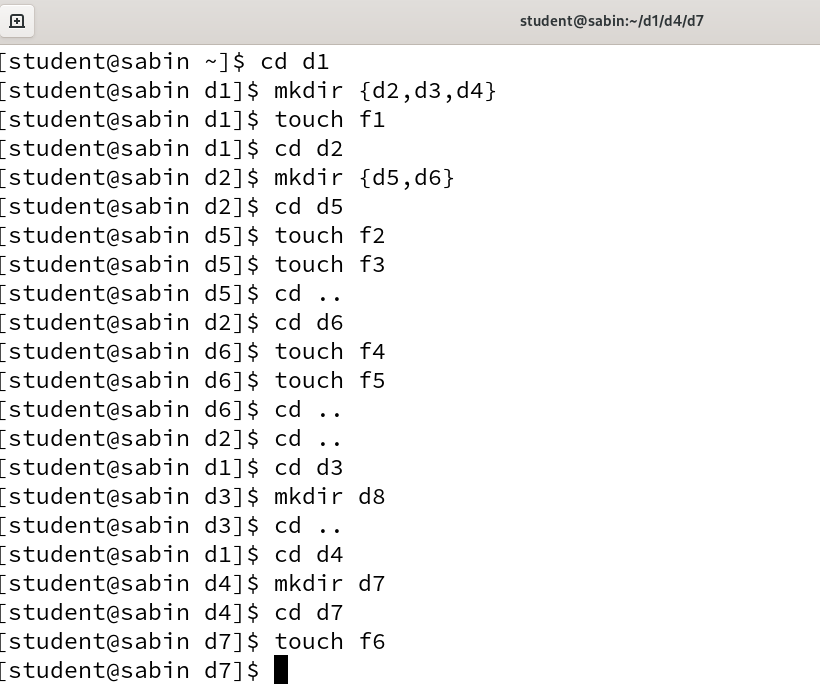 student@sabin:~/d1/d4/d7
[student@sabin ~]$ cd d1
[student@sabin d1]$ mkdir {d2,d3,d4}
[student@sabin d1]$ touch f1
[student@sabin d1]$ cd d2
[student@sabin d2]$ mkdir {d5,d6}
[student@sabin d2]$ cd d5
[student@sabin d5]$ touch f2
[student@sabin d5]$ touch f3
[student@sabin d5]$ cd ..
[student@sabin d2]$ cd d6
[student@sabin d6]$ touch f4
[student@sabin d6]$ touch f5
[student@sabin d6]$ cd ..
[student@sabin d2]$ cd ..
[student@sabin d1]$ cd d3
[student@sabin d3]$ mkdir d8
[student@sabin d3]$ cd ..
[student@sabin d1]$ cd d4
[student@sabin d4]$ mkdir d7
[student@sabin d4]$ cd d7
[student@sabin d7]$ touch f6
[student@sabin d7]$